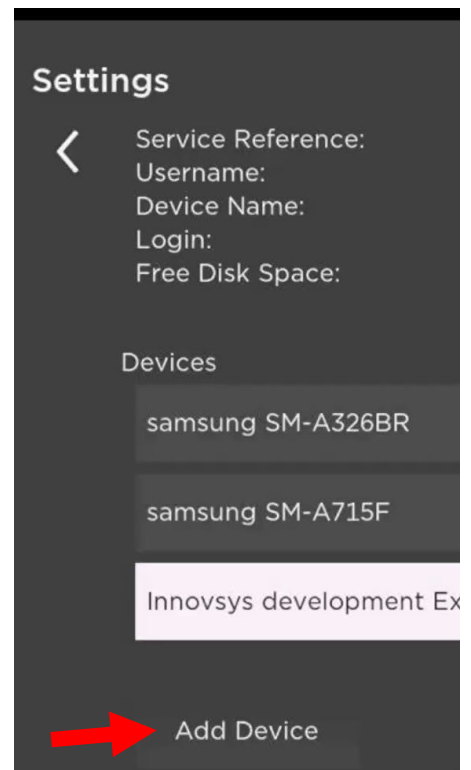 Settings
Service Reference:
Username:
Device Name:
Login:
Free Disk Space:
Devices
samsung SM-A326BR
samsung SM-A715F
Innovsys development Ex
Add Device